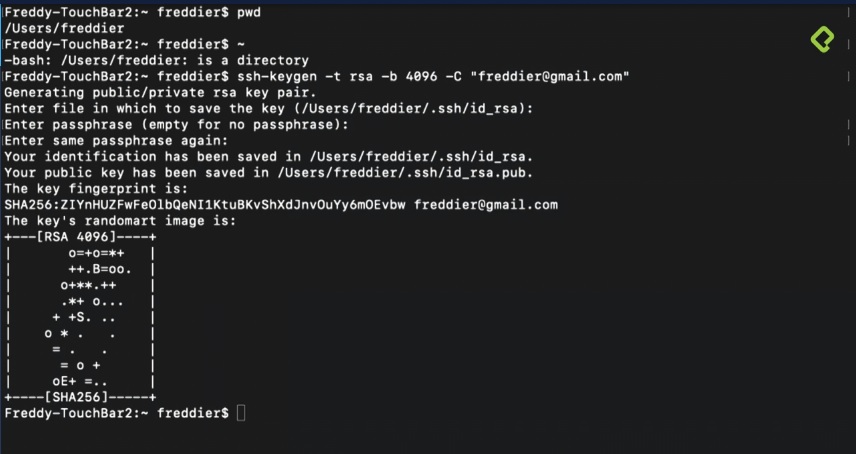 Freddy-TouchBar2:~ freddier$ pwd
/Users/freddier
Freddy-TouchBar2:~ freddier$ ~
-bash: /Users/freddier: is a directory
Freddy-TouchBar2:~ freddier$ ssh-keygen -t rsa -b 4096 -C "freddier@gmail.com"
Generating public/private rsa key pair.
Enter file in which to save the key (/Users/freddier/.ssh/id_rsa):
Enter passphrase (empty for no passphrase):
Enter same passphrase again:
Your identification has been saved in /Users/freddier/.ssh/id_rsa.
Your public key has been saved in /Users/freddier/.ssh/id_rsa.pub.
The key fingerprint is:
SHA256:ZIYnHUZFwFeOlbQeNI1KtuBKvShXdJnvOuYy6mOEvbw freddier@gmail.com
The key's randomart image is:
+---[RSA 4096]----+
|       o=+o=*+   |
|       ++.B=oo.  |
|      o+**.++    |
|      .*+ o...   |
|     + +S. ..    |
|    o * .   .    |
|     = .   .     |
|      = o +      |
|     oE+ =..     |
+----[SHA256]-----+
Freddy-TouchBar2:~ freddier$